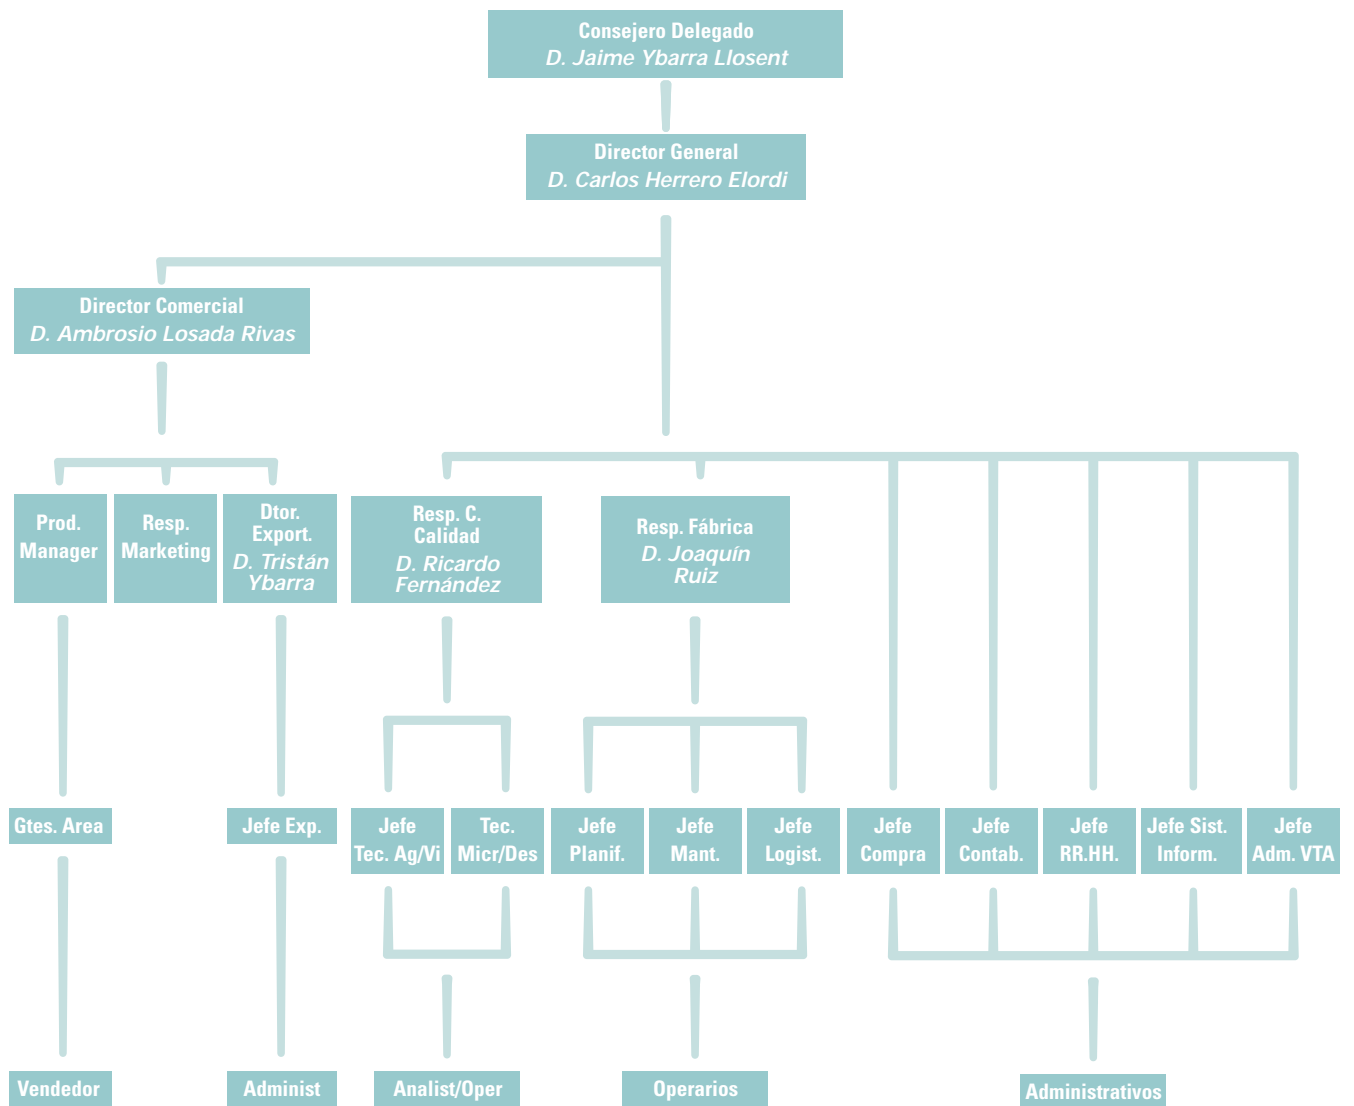 Consejero Delegado
D. Jaime Ybarra Llosent
Director General
D. Carlos Herrero Elordi
Director Comercial
D. Ambrosio Losada Rivas
Prod.
Manager
Resp.
Marketing
Dtor.
Export.
D. Tristán
Ybarra
Resp. C.
Calidad
D. Ricardo
Fernández
Resp. Fábrica
D. Joaquín
Ruiz
Gtes. Area
Jefe Exp.
Jefe
Tec. Ag/Vi
Tec.
Micr/Des
Jefe
Planif.
Jefe
Mant.
Jefe
Logist.
Jefe
Compra
Jefe
Contab.
Jefe
RR.HH.
Jefe Sist.
Inform.
Jefe
Adm. VTA
Vendedor
Administ
Analist/Oper
Operarios
Administrativos